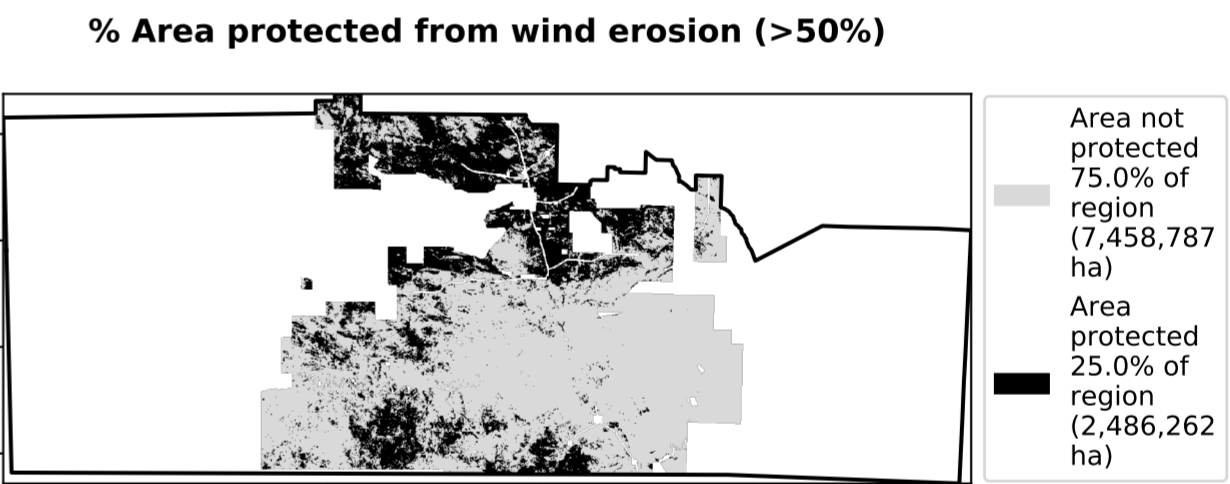 % Area protected from wind erosion (>50%)
Area not
protected
75.0% of
region
(7,458,787
ha)
Area
protected
25.0% of
region
(2,486,262
ha)